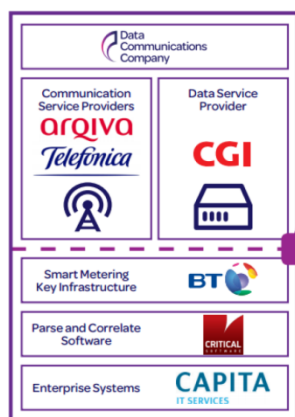 Data
Communications
Company
Communication
Service Providers
arqiva
Telefónica
Data Service
Provider
CGI
Smart Metering
Key Infrastructure
BT
Parse and Correlate
Software
CRITICAL
SOFTWARE
Enterprise Systems
CAPITA
IT SERVICES